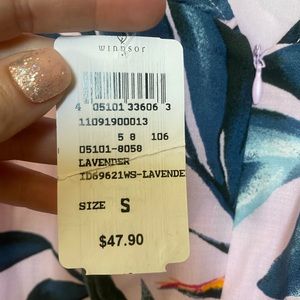 WINDSOR
4 05101 33606 3
11091900013
5 8 106
05101-8058
LAVENDER
ID69621WS-LAVENDE
SIZE S
$47.90